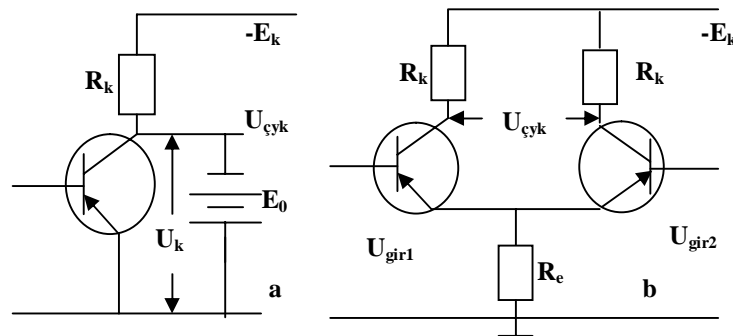 -Eₖ
Rₖ
Uçyk
E₀
Uₖ
a
-Eₖ
Rₖ
Rₖ
Uçyk
Ugir1
Ugir2
Rₑ
b